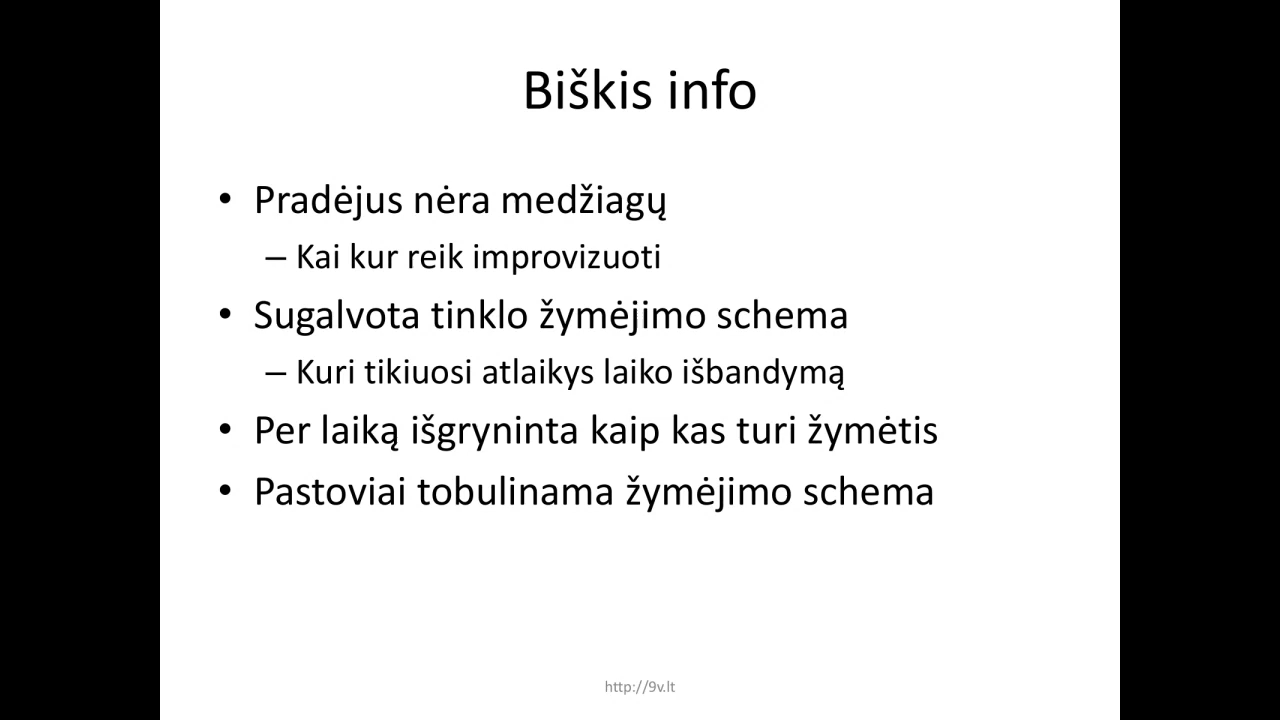 Biškis info
• Pradėjus nėra medžiagų
– Kai kur reik improvizuoti
• Sugalvota tinklo žymėjimo schema
– Kuri tikiuosi atlaikys laiko išbandymą
• Per laiką išgryninta kaip kas turi žymėtis
• Pastoviai tobulinama žymėjimo schema
http://9v.lt